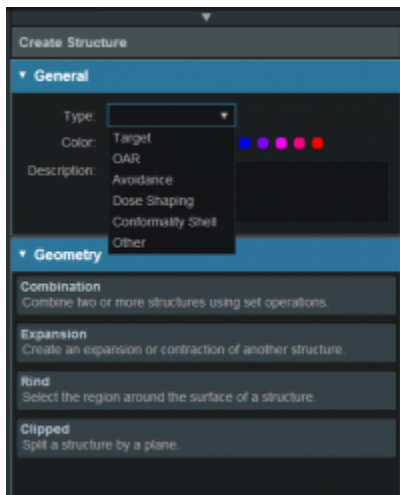 Create Structure
General
Type:
Target
Color:
OAR
Description:
Avoidance
Dose Shaping
Conformality Shell
Other
Geometry
Combination
Combine two or more structures using set operations.
Expansion
Create an expansion or contraction of another structure.
Rind
Select the region around the surface of a structure.
Clipped
Split a structure by a plane.